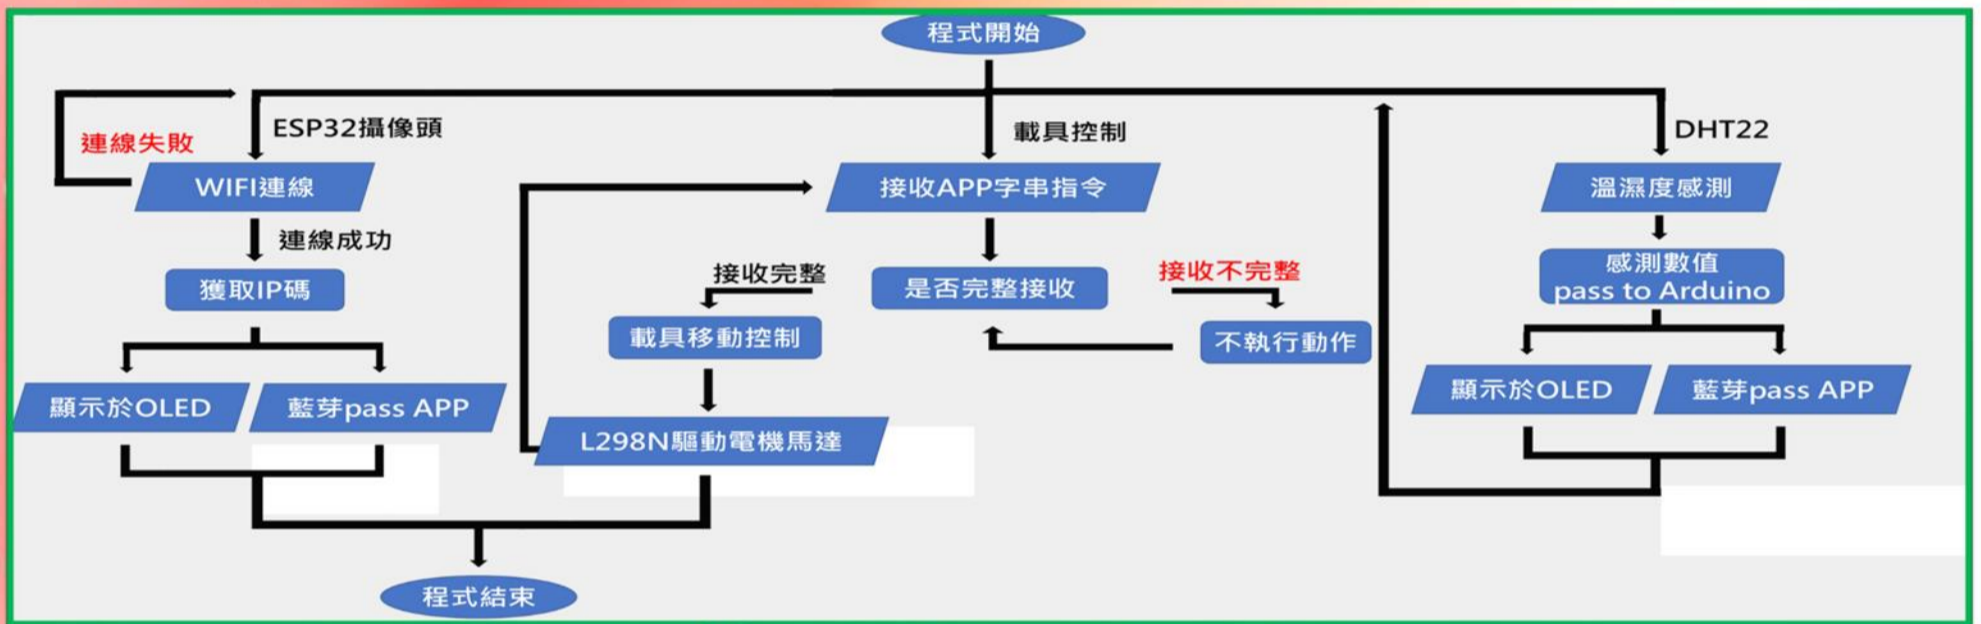 程式開始
ESP32攝像頭
載具控制
DHT22
連線失敗
WIFI連線
接收APP字串指令
溫濕度感測
連線成功
獲取IP碼
接收完整
是否完整接收
接收不完整
感測數值
pass to Arduino
載具移動控制
不執行動作
顯示於OLED
藍芽pass APP
L298N驅動電機馬達
顯示於OLED
藍芽pass APP
程式結束